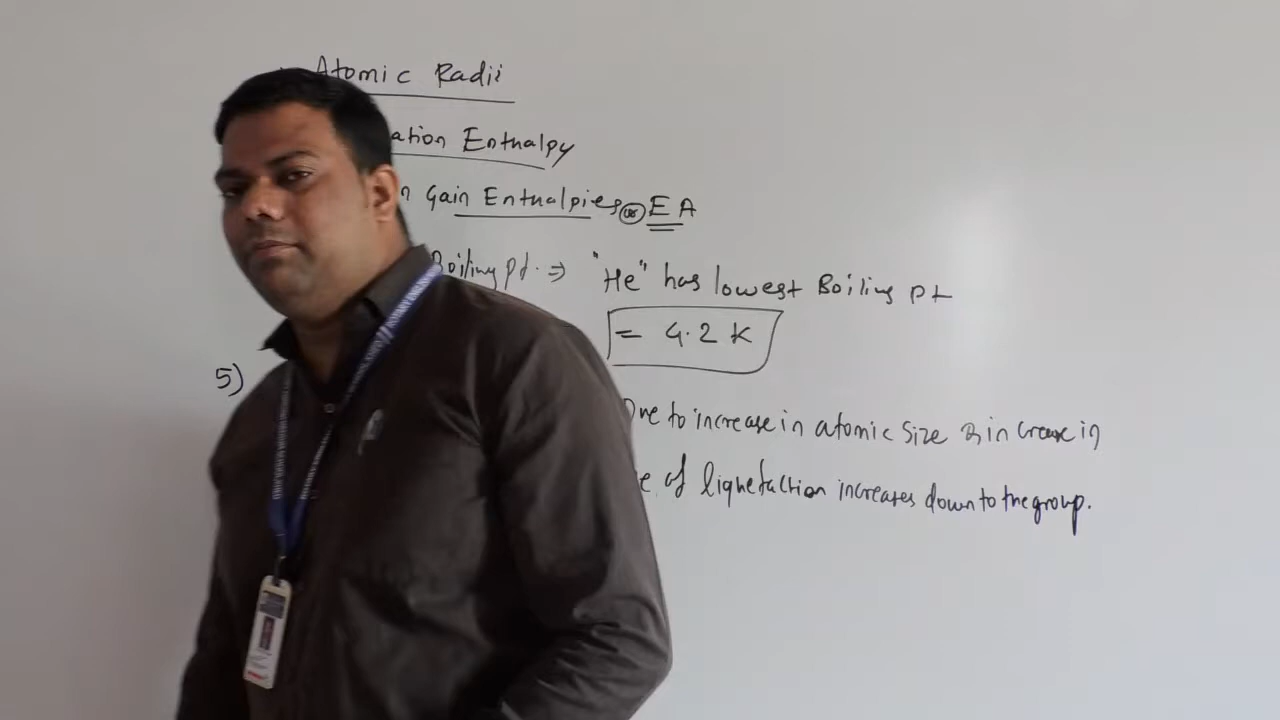 Atomic Radii
ation Enthalpy
n Gain Enthalpies or EA
Boiling pt. ⇒ "He" has lowest Boiling pt
= 4.2 K
5) Due to increase in atomic size & increase in
e of liquefaction increases down to the group.